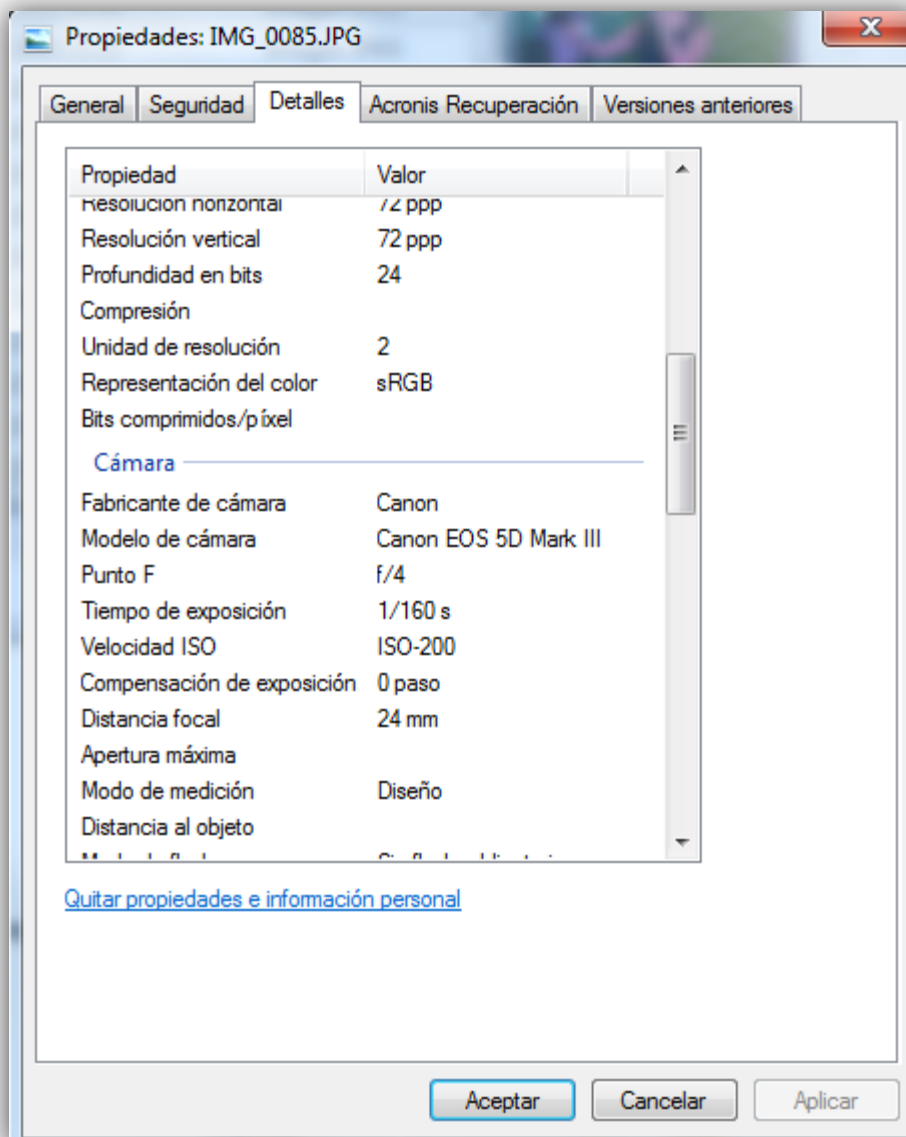 Propiedades: IMG_0085.JPG
General Seguridad Detalles Acronis Recuperación Versiones anteriores
Propiedad Valor
Resolución horizontal 72 ppp
Resolución vertical 72 ppp
Profundidad en bits 24
Compresión
Unidad de resolución 2
Representación del color sRGB
Bits comprimidos/píxel
Cámara
Fabricante de cámara Canon
Modelo de cámara Canon EOS 5D Mark III
Punto F f/4
Tiempo de exposición 1/160 s
Velocidad ISO ISO-200
Compensación de exposición 0 paso
Distancia focal 24 mm
Apertura máxima
Modo de medición Diseño
Distancia al objeto
Quitar propiedades e información personal
Aceptar Cancelar Aplicar